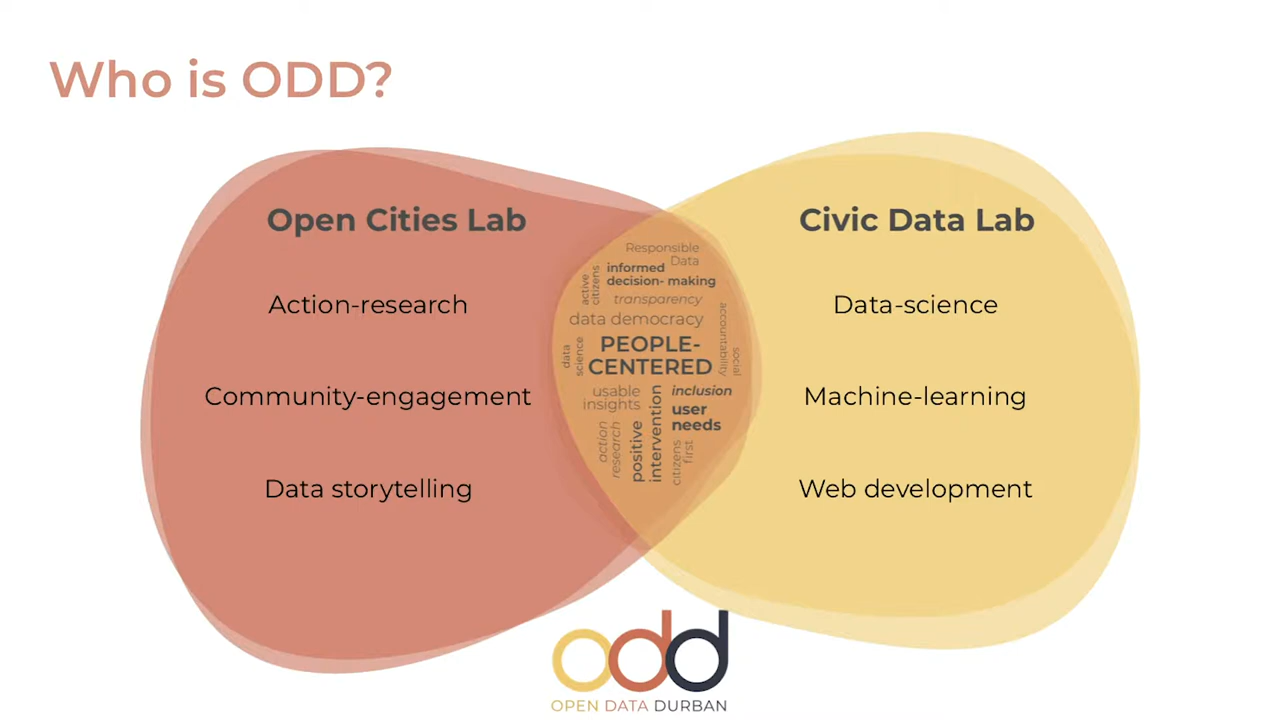 Who is ODD?
Open Cities Lab
Action-research
Community-engagement
Data storytelling
Responsible
Data
informed
decision- making
active
citizens
transparency
data democracy
accountability
social
data
science
PEOPLE-
CENTERED
usable
insights
inclusion
user
needs
action
research
positive
intervention
citizens
first
Civic Data Lab
Data-science
Machine-learning
Web development
odd
OPEN DATA DURBAN